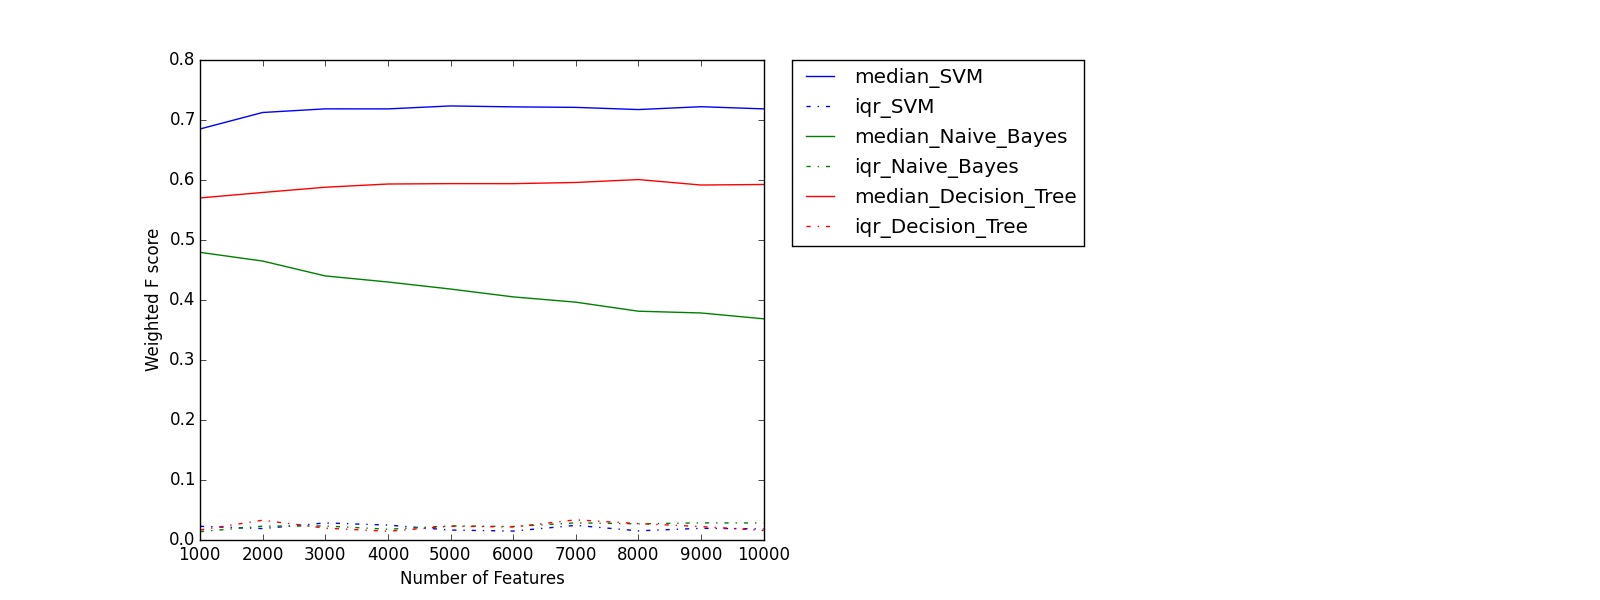 0.8
0.7
0.6
0.5
0.4
0.3
0.2
0.1
0.0
Weighted F score
1000 2000 3000 4000 5000 6000 7000 8000 9000 10000
Number of Features
median_SVM
iqr_SVM
median_Naive_Bayes
iqr_Naive_Bayes
median_Decision_Tree
iqr_Decision_Tree